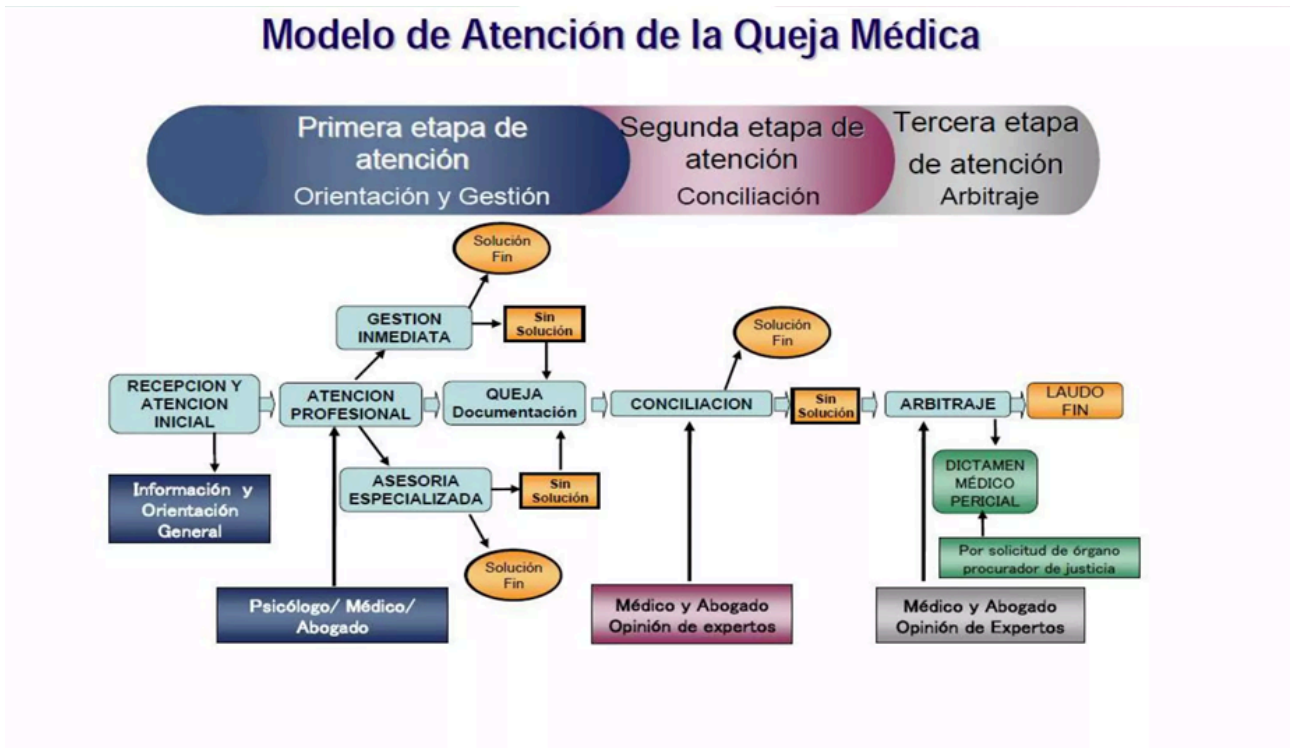 Modelo de Atención de la Queja Médica
Primera etapa de
atención
Orientación y Gestión
Segunda etapa de
atención
Conciliación
Tercera etapa
de atención
Arbitraje
Solución
Fin
GESTION
INMEDIATA
Sin
Solución
Solución
Fin
RECEPCION Y
ATENCION
INICIAL
ATENCION
PROFESIONAL
QUEJA
Documentación
CONCILIACION
Sin
Solución
ARBITRAJE
LAUDO
FIN
ASESORIA
ESPECIALIZADA
Sin
Solución
DICTAMEN
MÉDICO
PERICIAL
Información y
Orientación
General
Por solicitud de órgano
procurador de justicia
Solución
Fin
Psicólogo/ Médico/
Abogado
Médico y Abogado
Opinión de expertos
Médico y Abogado
Opinión de Expertos